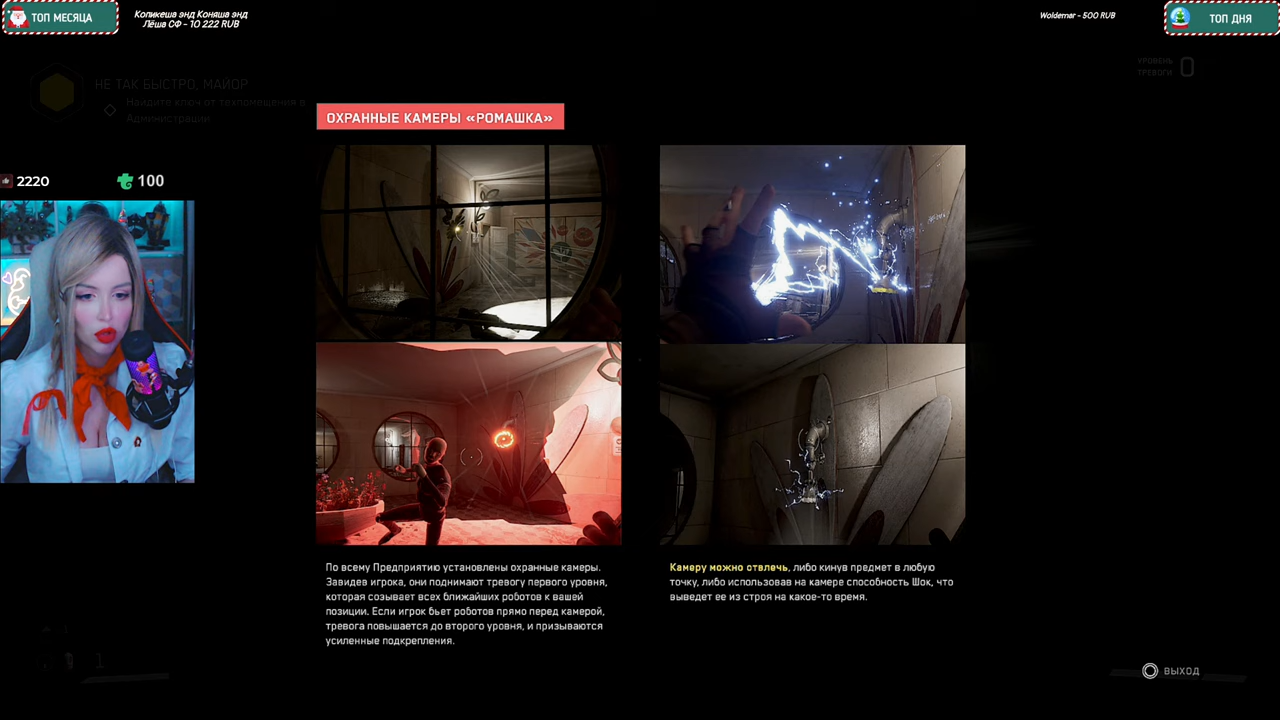 ТОП МЕСЯЦА
Копикеша энд Коняша энд
Лёша СФ - 10 222 RUB
Woldemar - 500 RUB
ТОП ДНЯ
НЕ ТАК БЫСТРО, МАЙОР
Найдите ключ от техпомещения в
Администрации
УРОВЕНЬ
ТРЕВОГИ 0
ОХРАННЫЕ КАМЕРЫ «РОМАШКА»
2220
100
По всему Предприятию установлены охранные камеры.
Завидев игрока, они поднимают тревогу первого уровня,
которая созывает всех ближайших роботов к вашей
позиции. Если игрок бьет роботов прямо перед камерой,
тревога повышается до второго уровня, и призываются
усиленные подкрепления.
Камеру можно отвлечь, либо кинув предмет в любую
точку, либо использовав на камере способность Шок, что
выведет ее из строя на какое-то время.
1
ВЫХОД